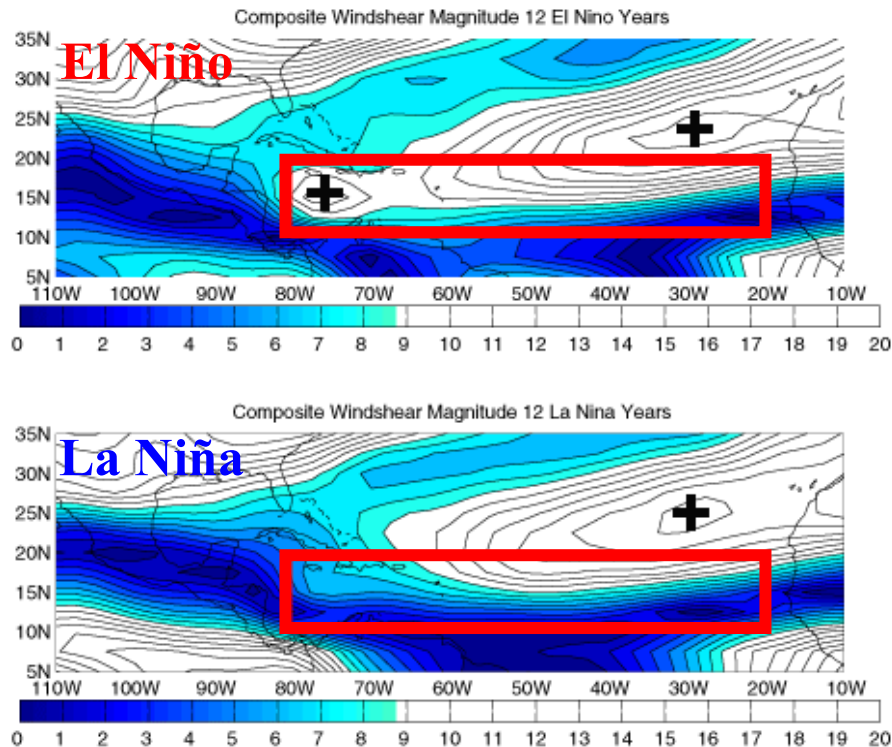 Composite Windshear Magnitude 12 El Nino Years
35N
El Niño
30N
25N
20N
15N
10N
5N
110W 100W 90W 80W 70W 60W 50W 40W 30W 20W 10W
0 1 2 3 4 5 6 7 8 9 10 11 12 13 14 15 16 17 18 19 20
Composite Windshear Magnitude 12 La Nina Years
35N
La Niña
30N
25N
20N
15N
10N
5N
110W 100W 90W 80W 70W 60W 50W 40W 30W 20W 10W
0 1 2 3 4 5 6 7 8 9 10 11 12 13 14 15 16 17 18 19 20